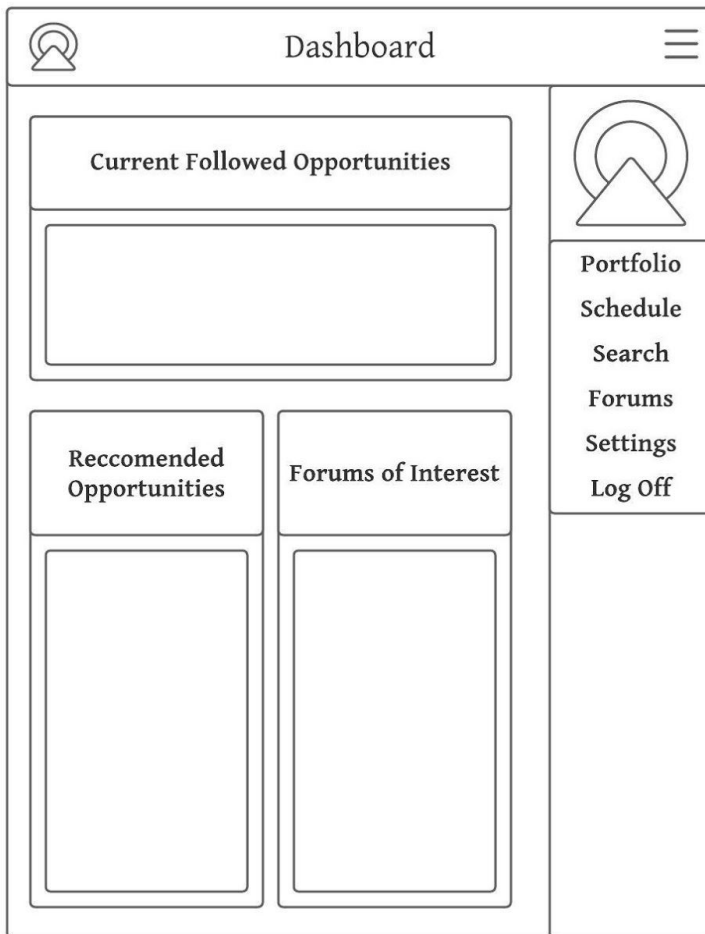 Dashboard
Current Followed Opportunities
Reccomended
Opportunities
Forums of Interest
Portfolio
Schedule
Search
Forums
Settings
Log Off